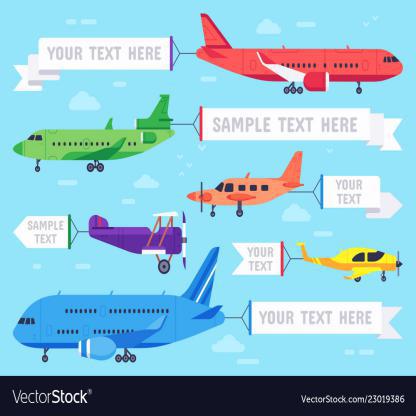 YOUR TEXT HERE
SAMPLE TEXT HERE
YOUR
TEXT
SAMPLE
TEXT
YOUR
TEXT
YOUR TEXT HERE
VectorStock®
VectorStock.com/23019386